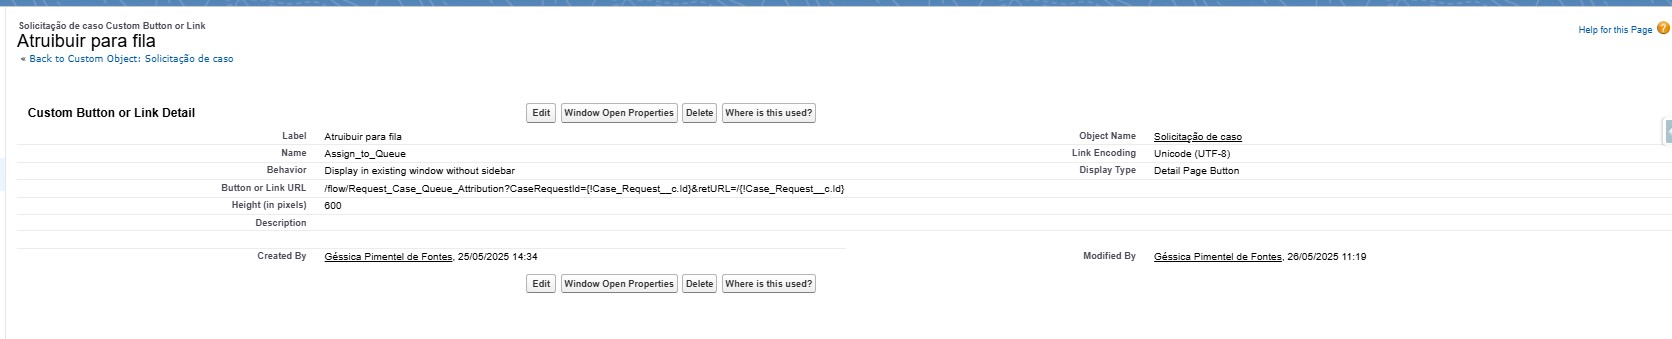 Solicitação de caso Custom Button or Link
Atruibuir para fila
Help for this Page ?
« Back to Custom Object: Solicitação de caso
Custom Button or Link Detail
Edit Window Open Properties Delete Where is this used?
Label Atruibuir para fila Object Name Solicitação de caso
Name Assign_to_Queue Link Encoding Unicode (UTF-8)
Behavior Display in existing window without sidebar Display Type Detail Page Button
Button or Link URL /flow/Request_Case_Queue_Attribution?CaseRequestId={!Case_Request__c.Id}&retURL=/{!Case_Request__c.Id}
Height (in pixels) 600
Description
Created By Géssica Pimentel de Fontes, 25/05/2025 14:34 Modified By Géssica Pimentel de Fontes, 26/05/2025 11:19
Edit Window Open Properties Delete Where is this used?